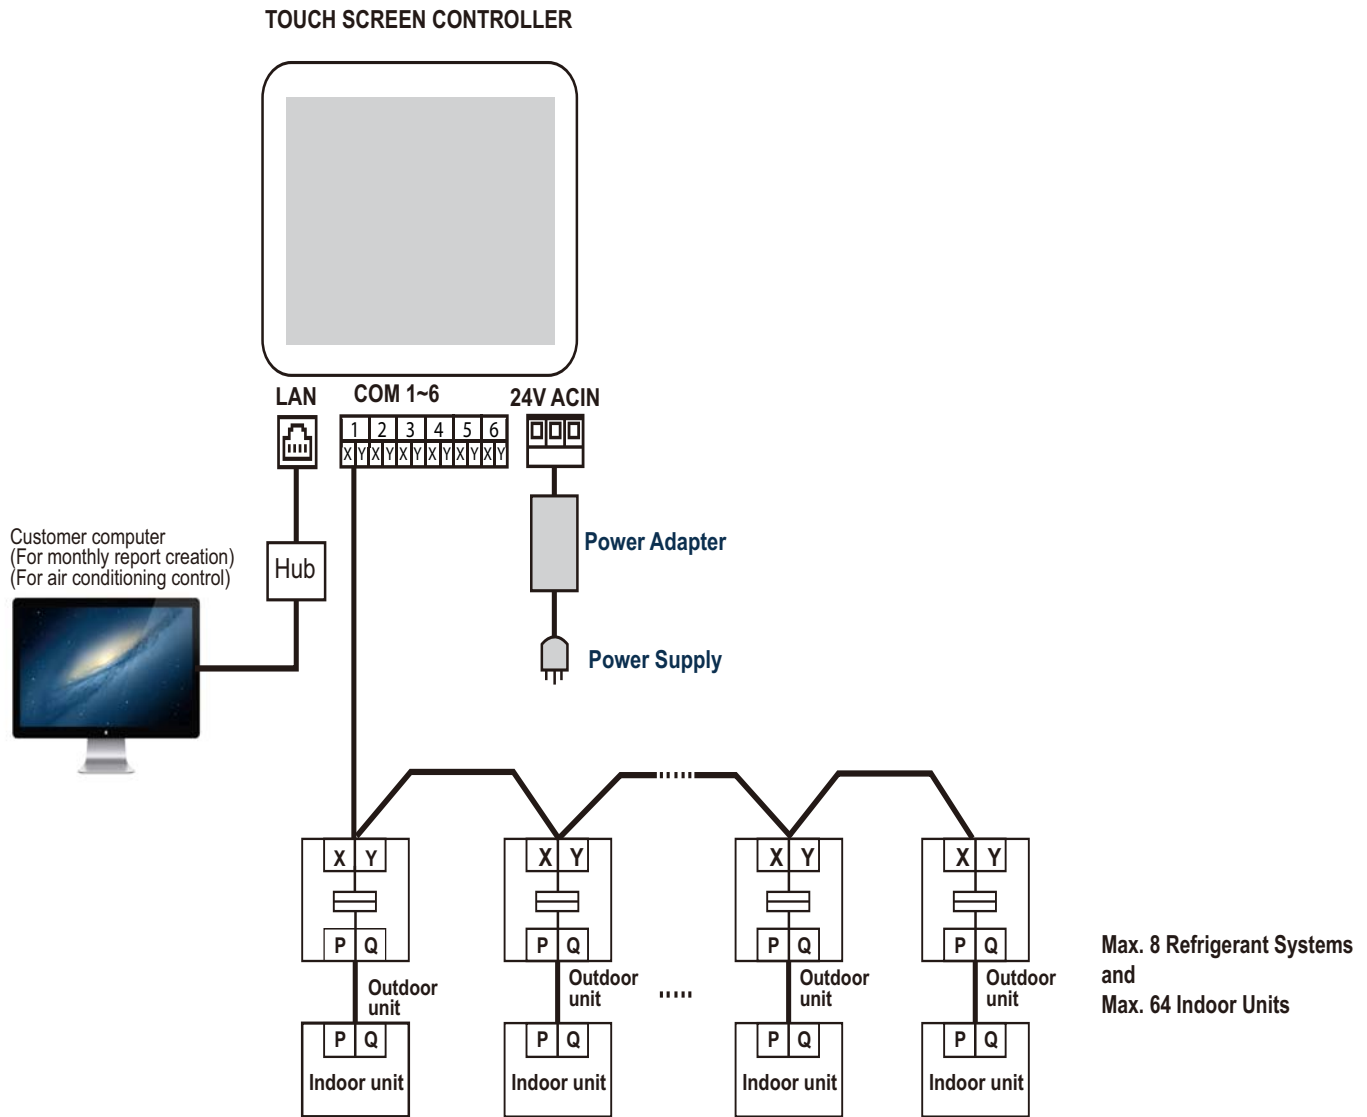 TOUCH SCREEN CONTROLLER
LAN
COM 1~6
24V ACIN
1 2 3 4 5 6
X Y X Y X Y X Y X Y X Y
Customer computer
(For monthly report creation)
(For air conditioning control)
Hub
Power Adapter
Power Supply
X Y
X Y
X Y
X Y
P Q
P Q
P Q
P Q
Max. 8 Refrigerant Systems
and
Max. 64 Indoor Units
Outdoor
unit
Outdoor
unit
Outdoor
unit
Outdoor
unit
P Q
P Q
P Q
P Q
Indoor unit
Indoor unit
Indoor unit
Indoor unit